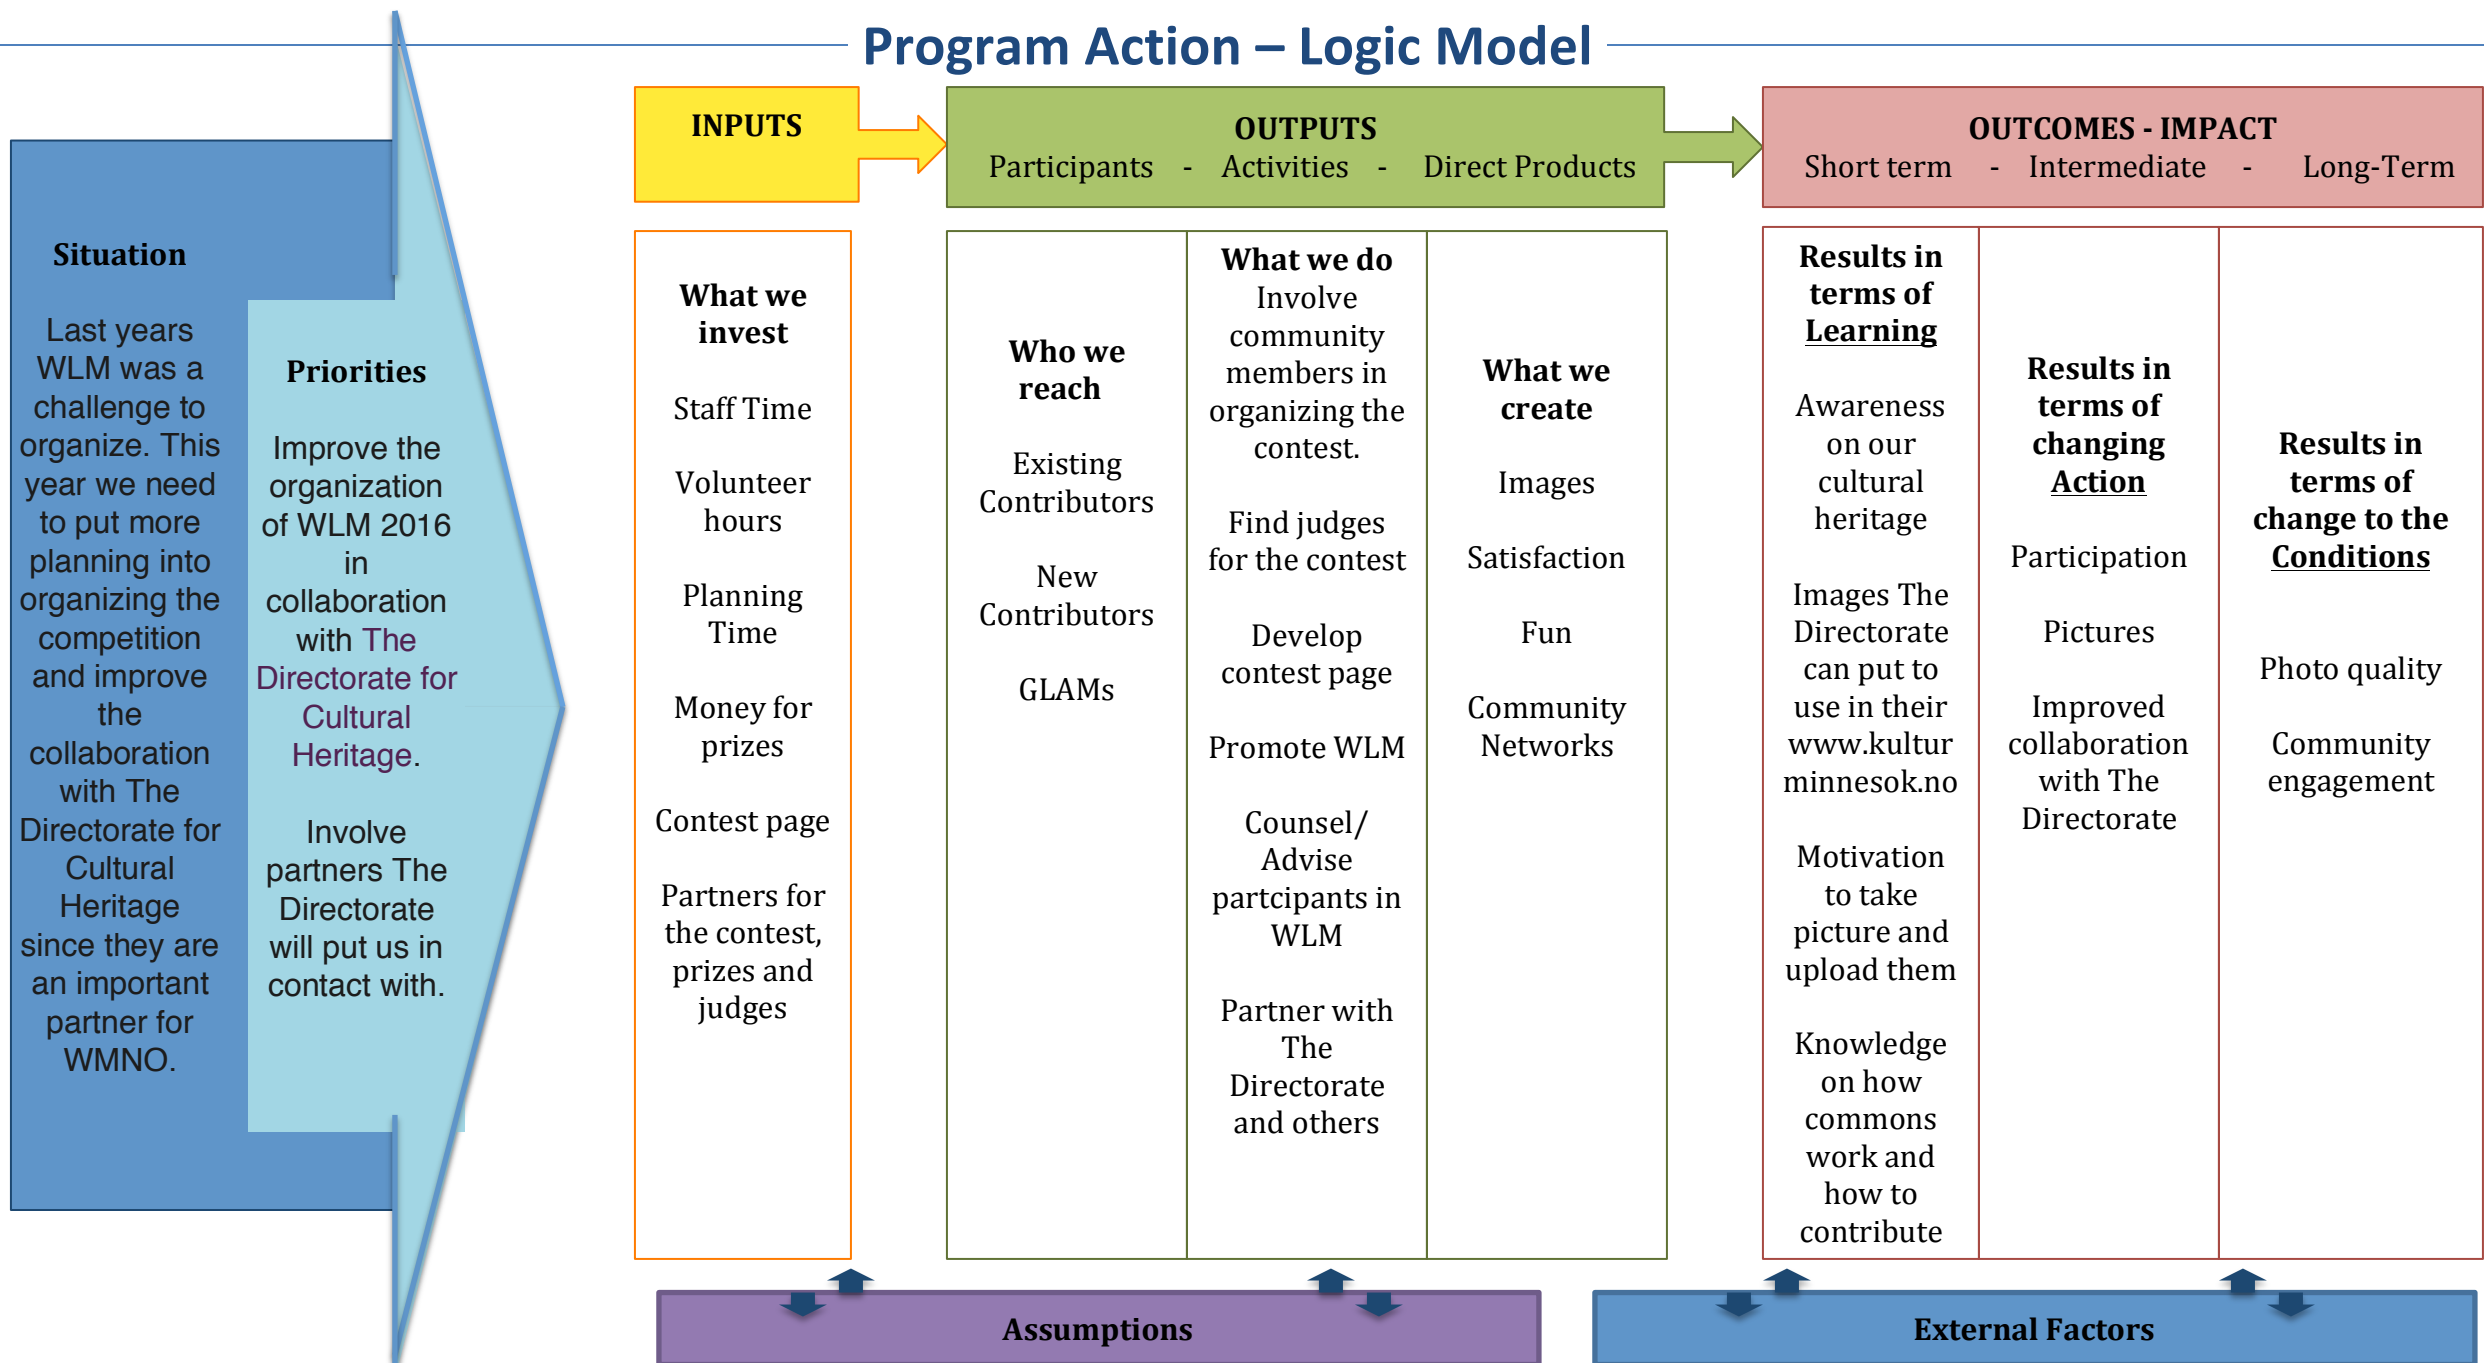 Program Action – Logic Model
Situation
Last years
WLM was a
challenge to
organize. This
year we need
to put more
planning into
organizing the
competition
and improve
the
collaboration
with The
Directorate for
Cultural
Heritage
since they are
an important
partner for
WMNO.
Priorities
Improve the
organization
of WLM 2016
in
collaboration
with The
Directorate for
Cultural
Heritage.
Involve
partners The
Directorate
will put us in
contact with.
INPUTS
What we
invest
Staff Time
Volunteer
hours
Planning
Time
Money for
prizes
Contest page
Partners for
the contest,
prizes and
judges
OUTPUTS
Participants - Activities - Direct Products
Who we
reach
Existing
Contributors
New
Contributors
GLAMs
What we do
Involve
community
members in
organizing the
contest.
Find judges
for the contest
Develop
contest page
Promote WLM
Counsel/
Advise
partcipants in
WLM
Partner with
The
Directorate
and others
What we
create
Images
Satisfaction
Fun
Community
Networks
OUTCOMES - IMPACT
Short term - Intermediate - Long-Term
Results in
terms of
Learning
Awareness
on our
cultural
heritage
Images The
Directorate
can put to
use in their
www.kultur
minnesok.no
Motivation
to take
picture and
upload them
Knowledge
on how
commons
work and
how to
contribute
Results in
terms of
changing
Action
Participation
Pictures
Improved
collaboration
with The
Directorate
Results in
terms of
change to the
Conditions
Photo quality
Community
engagement
Assumptions
External Factors